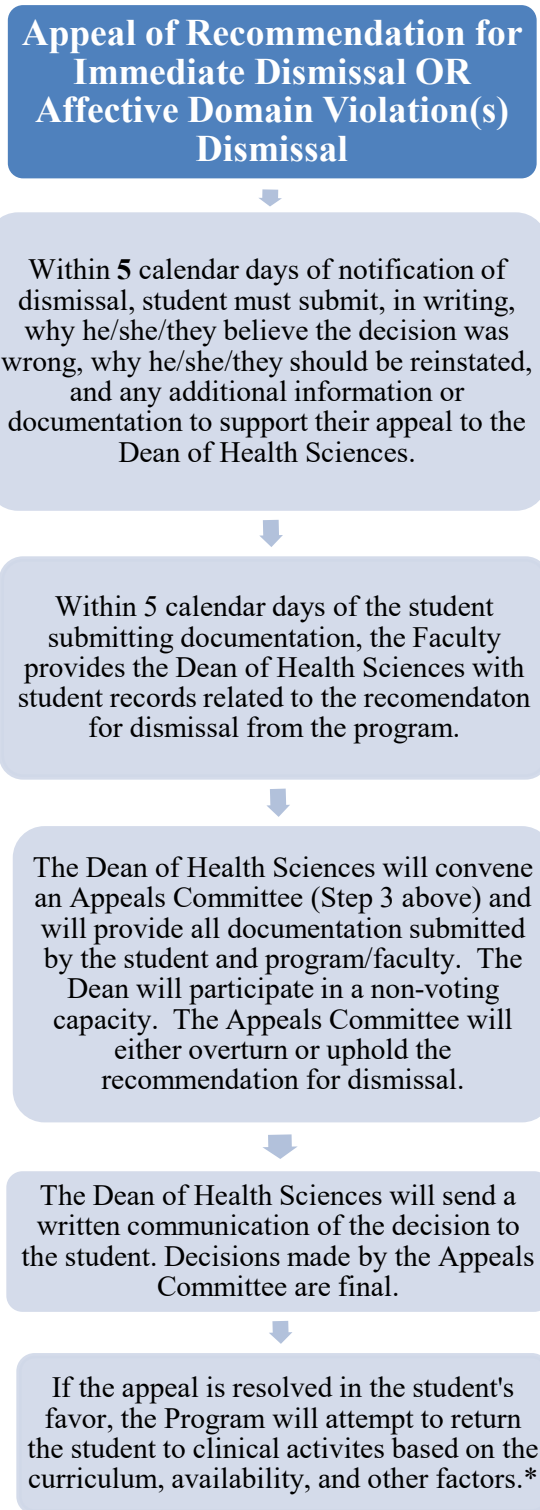 Appeal of Recommendation for
Immediate Dismissal OR
Affective Domain Violation(s)
Dismissal
Within 5 calendar days of notification of
dismissal, student must submit, in writing,
why he/she/they believe the decision was
wrong, why he/she/they should be reinstated,
and any additional information or
documentation to support their appeal to the
Dean of Health Sciences.
Within 5 calendar days of the student
submitting documentation, the Faculty
provides the Dean of Health Sciences with
student records related to the recomendaton
for dismissal from the program.
The Dean of Health Sciences will convene
an Appeals Committee (Step 3 above) and
will provide all documentation submitted
by the student and program/faculty.  The
Dean will participate in a non-voting
capacity.  The Appeals Committee will
either overturn or uphold the
recommendation for dismissal.
The Dean of Health Sciences will send a
written communication of the decision to
the student. Decisions made by the Appeals
Committee are final.
If the appeal is resolved in the student's
favor, the Program will attempt to return
the student to clinical activites based on the
curriculum, availability, and other factors.*